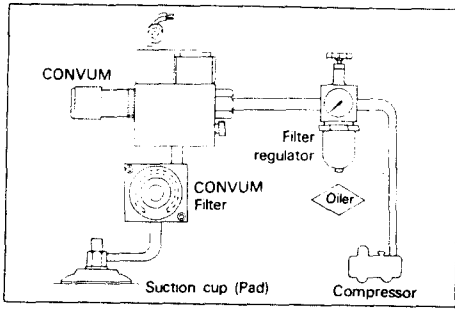 CONVUM
Filter
regulator
CONVUM
Filter
Oiler
Suction cup (Pad)
Compressor